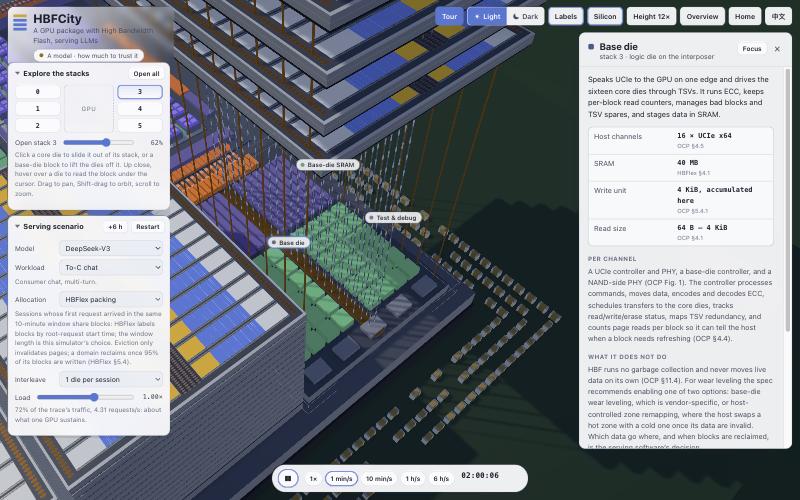 HBFCity
A GPU package with High Bandwidth
Flash, serving LLMs
A model · how much to trust it
Tour
Light
Dark
Labels
Silicon
Height 12×
Overview
Home
中文
Explore the stacks
Open all
0
3
1
GPU
4
2
5
Open stack 3
62%
Click a core die to slide it out of its stack, or a
base-die block to lift the dies off it. Up close,
hover over a die to read the block under the
cursor. Drag to pan, Shift-drag to orbit, scroll to
zoom.
Serving scenario
+6 h
Restart
Model
DeepSeek-V3
Workload
To-C chat
Consumer chat, multi-turn.
Allocation
HBFlex packing
Sessions whose first request arrived in the same
10-minute window share blocks: HBFlex labels
blocks by root-request start time; the window
length is this simulator's choice. Eviction only
invalidates pages; a domain reclaims once 95%
of its blocks are written (HBFlex §5.4).
Interleave
1 die per session
Load
1.00×
72% of the trace's traffic, 4.31 requests/s: about
what one GPU sustains.
Base-die SRAM
Test & debug
Base die
Base die
stack 3 · logic die on the interposer
Focus
×
Speaks UCIe to the GPU on one edge and drives the
sixteen core dies through TSVs. It runs ECC, keeps
per-block read counters, manages bad blocks and
TSV spares, and stages data in SRAM.
Host channels
16 × UCIe x64
OCP §4.5
SRAM
40 MB
HBFlex §4.1
Write unit
4 KiB, accumulated
here
OCP §5.4.1
Read size
64 B – 4 KiB
OCP §4.1
PER CHANNEL
A UCIe controller and PHY, a base-die controller, and a
NAND-side PHY (OCP Fig. 1). The controller processes
commands, moves data, encodes and decodes ECC,
schedules transfers to the core dies, tracks
read/write/erase status, maps TSV redundancy, and
counts page reads per block so it can tell the host
when a block needs refreshing (OCP §4.4).
WHAT IT DOES NOT DO
HBF runs no garbage collection and never moves live
data on its own (OCP §11.4). For wear leveling the spec
recommends enabling one of two options: base-die
wear leveling, which is vendor-specific, or host-
controlled zone remapping, where the host swaps a
hot zone with a cold one once its data are invalid.
Which data go where, and when blocks are reclaimed,
is the serving software's decision.
1×
1 min/s
10 min/s
1 h/s
6 h/s
02:00:06